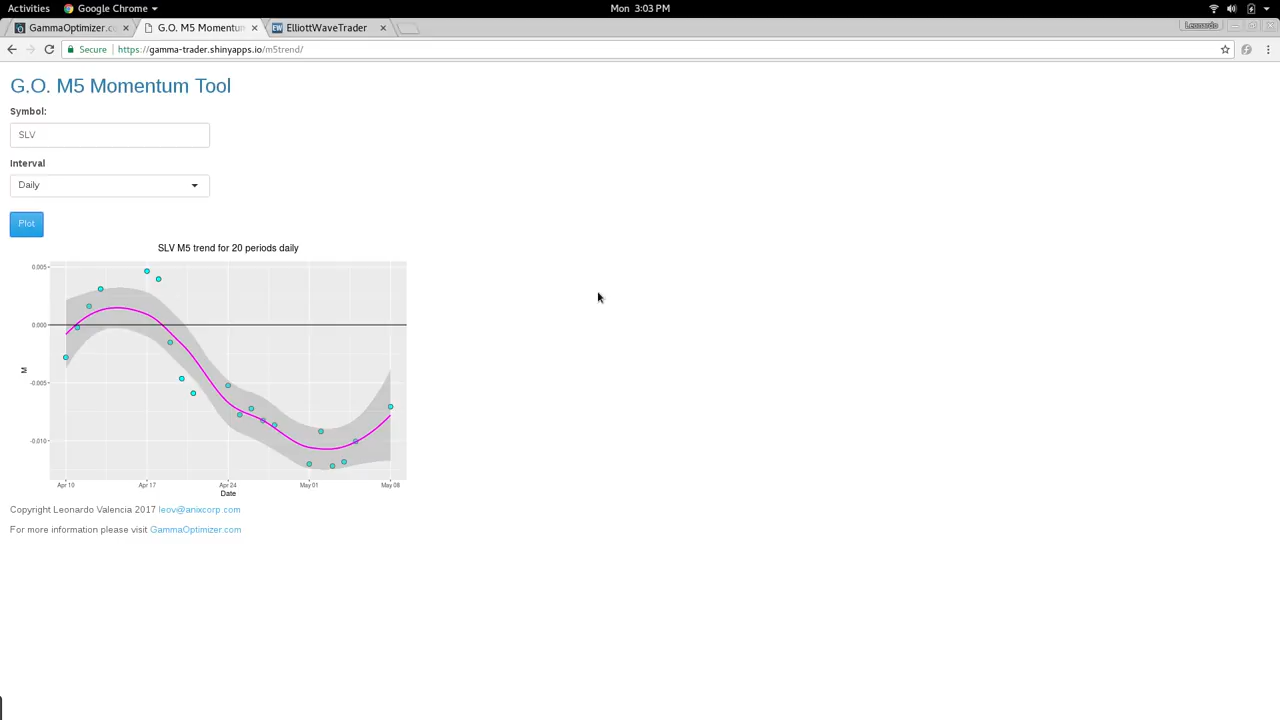 Activities Google Chrome Mon 3:03 PM
GammaOptimizer.co G.O. M5 Momentum ElliottWaveTrader Leonardo
Secure https://gamma-trader.shinyapps.io/m5trend/
G.O. M5 Momentum Tool
Symbol:
SLV
Interval
Daily
Plot
SLV M5 trend for 20 periods daily
0.005
0.000
M
-0.005
-0.010
Apr 10 Apr 17 Apr 24 May 01 May 08
Date
Copyright Leonardo Valencia 2017 leov@anixcorp.com
For more information please visit GammaOptimizer.com